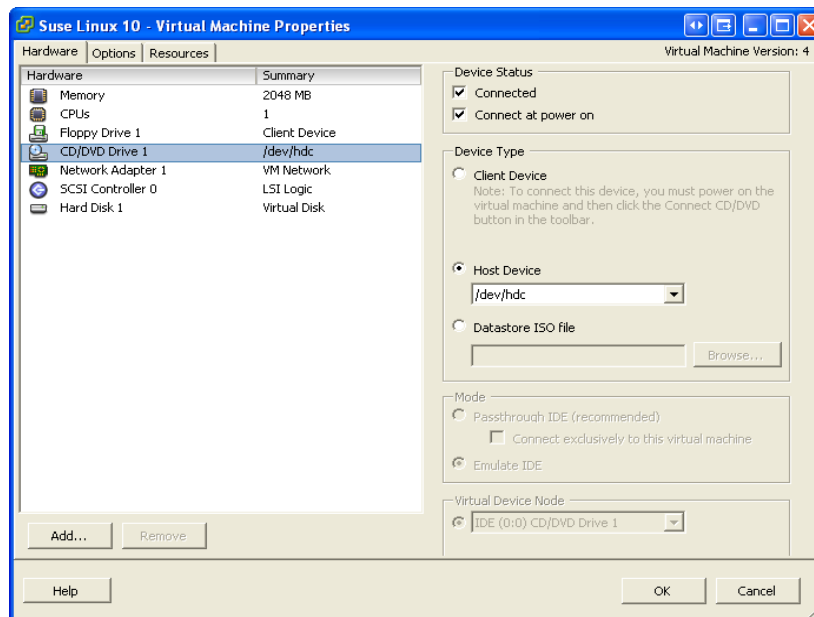 Suse Linux 10 - Virtual Machine Properties
Hardware Options Resources Virtual Machine Version: 4
Hardware Summary
Memory 2048 MB
CPUs 1
Floppy Drive 1 Client Device
CD/DVD Drive 1 /dev/hdc
Network Adapter 1 VM Network
SCSI Controller 0 LSI Logic
Hard Disk 1 Virtual Disk
Add... Remove
Device Status
Connected
Connect at power on
Device Type
Client Device
Note: To connect this device, you must power on the
virtual machine and then click the Connect CD/DVD
button in the toolbar.
Host Device
/dev/hdc
Datastore ISO file
Browse...
Mode
Passthrough IDE (recommended)
Connect exclusively to this virtual machine
Emulate IDE
Virtual Device Node
IDE (0:0) CD/DVD Drive 1
Help OK Cancel